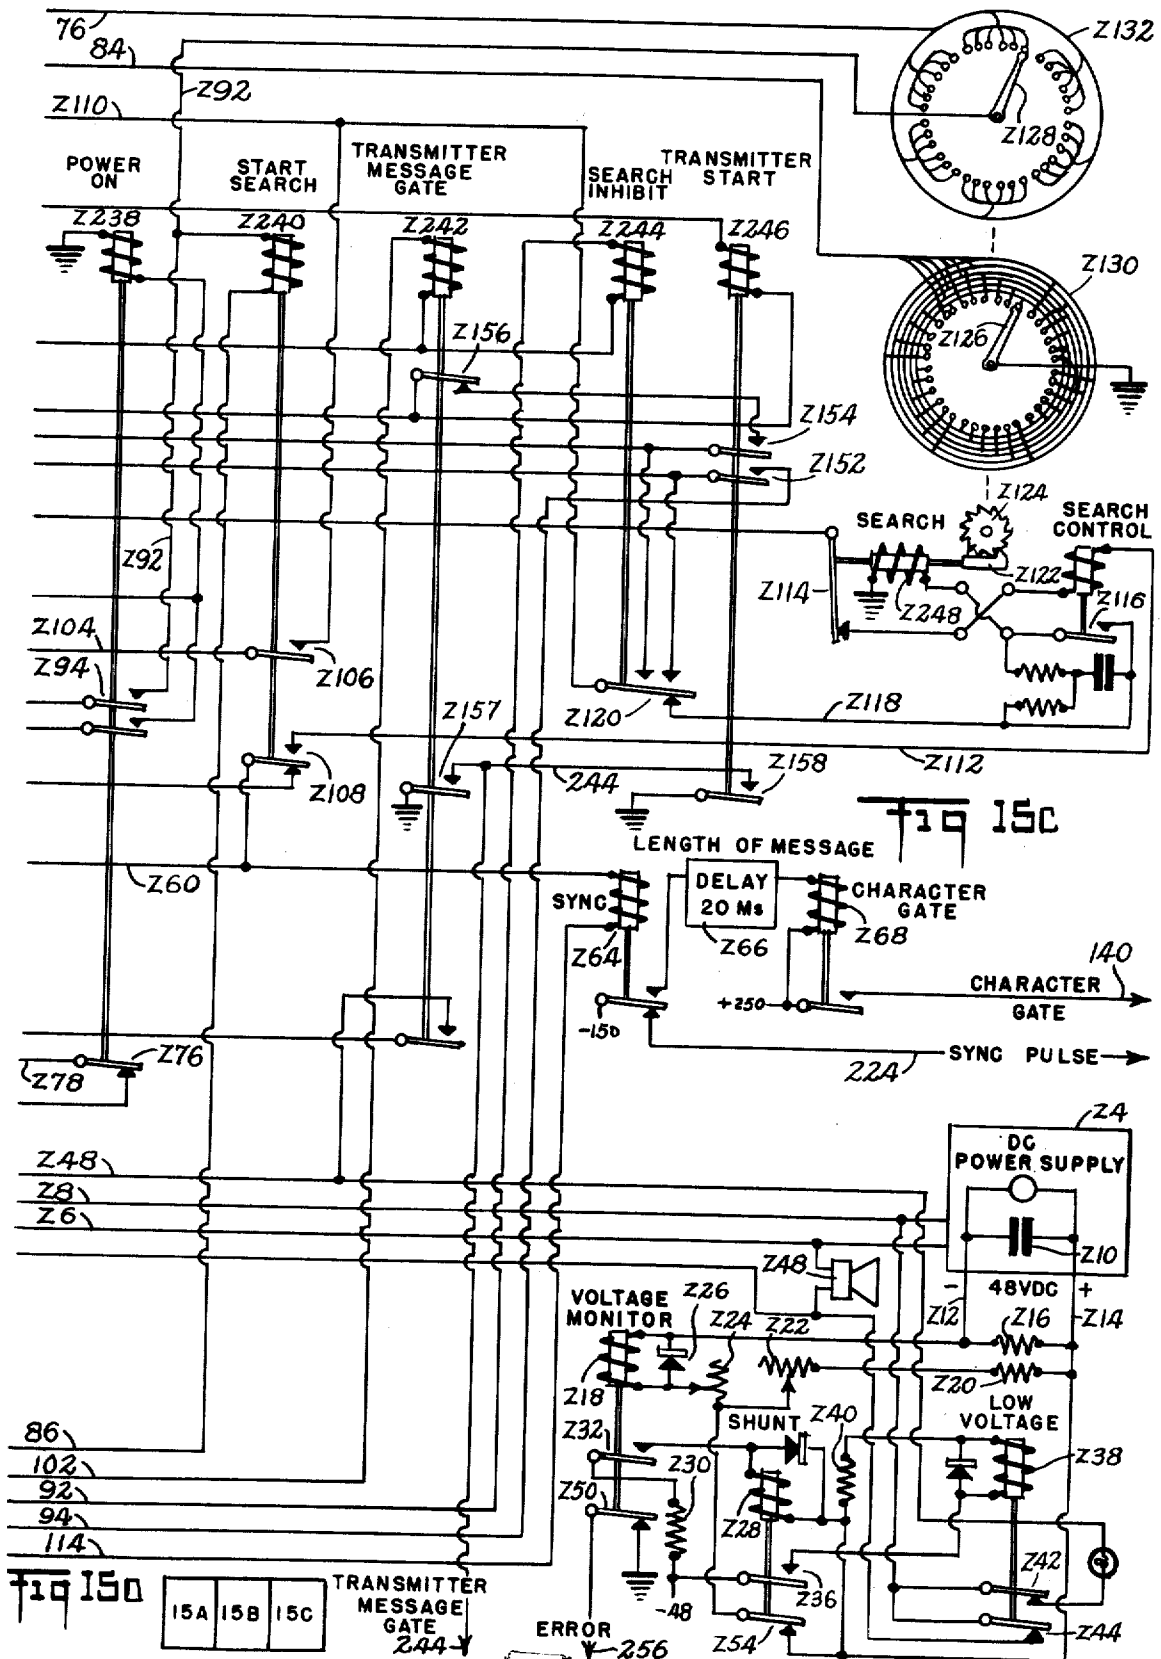 76
Z132
84
Z92
Z110
Z128
POWER
ON
START
SEARCH
TRANSMITTER
MESSAGE
GATE
SEARCH
INHIBIT
TRANSMITTER
START
Z238
Z240
Z242
Z244
Z246
Z130
Z126
Z156
Z154
Z152
Z124
SEARCH
SEARCH
CONTROL
Z92
Z114
Z122
Z248
Z116
Z104
Z94
Z106
Z120
Z118
Z157
Z112
Z108
244
Z158
Fig 15C
LENGTH OF MESSAGE
Z60
SYNC
DELAY
20 Ms
CHARACTER
GATE
Z64
Z66
Z68
140
CHARACTER
GATE
+250
-150
Z76
Z78
SYNC PULSE
224
Z4
DC
POWER SUPPLY
Z48
Z8
Z6
Z10
Z48
- 48VDC +
Z12
Z14
VOLTAGE
MONITOR
Z26
Z24
Z22
Z16
Z18
Z20
LOW
VOLTAGE
SHUNT
Z40
Z32
Z38
86
102
Z30
Z50
Z28
92
94
114
Z42
Fig 15D
15A 15B 15C
TRANSMITTER
MESSAGE
GATE
244
-48
Z36
ERROR
256
Z54
Z44